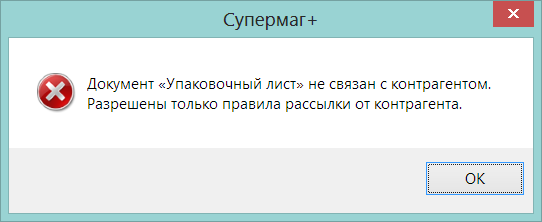 Супермаг+
Документ «Упаковочный лист» не связан с контрагентом.
Разрешены только правила рассылки от контрагента.
OK